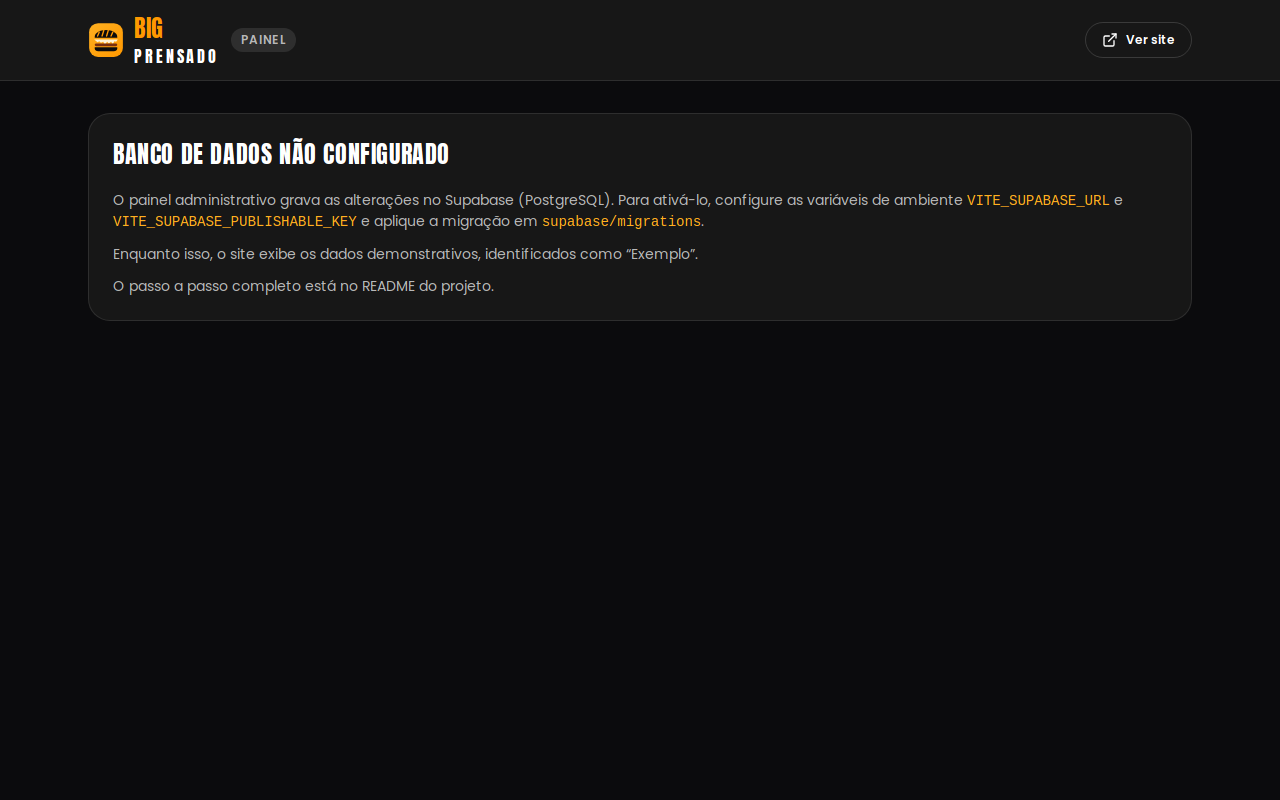 BIG
PRENSADO
PAINEL
Ver site
BANCO DE DADOS NÃO CONFIGURADO
O painel administrativo grava as alterações no Supabase (PostgreSQL). Para ativá-lo, configure as variáveis de ambiente VITE_SUPABASE_URL e
VITE_SUPABASE_PUBLISHABLE_KEY e aplique a migração em supabase/migrations.
Enquanto isso, o site exibe os dados demonstrativos, identificados como “Exemplo”.
O passo a passo completo está no README do projeto.